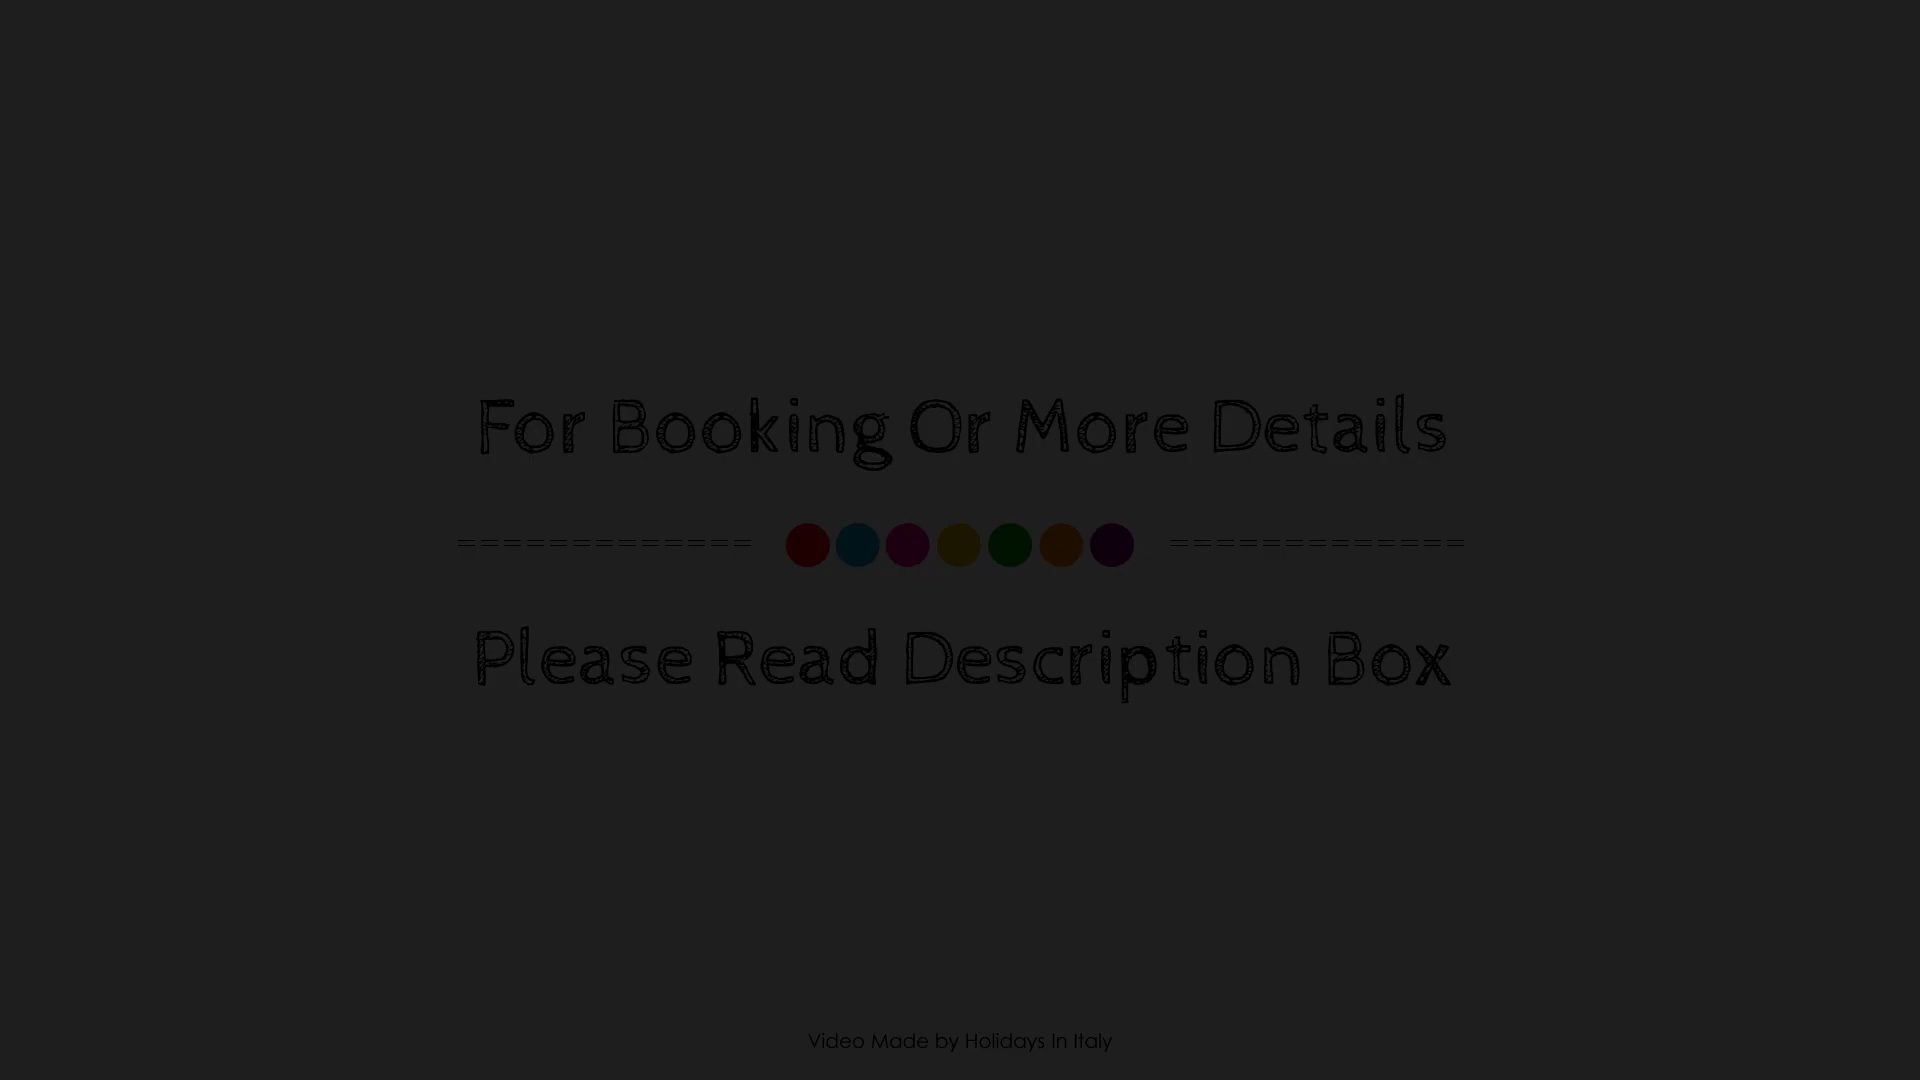 For Booking Or More Details
============= =============
Please Read Description Box
Video Made by Holidays In Italy